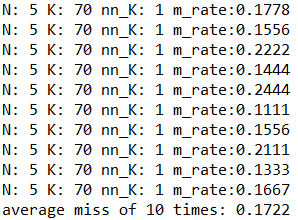 N: 5 K: 70 nn_K: 1 m_rate:0.1778
N: 5 K: 70 nn_K: 1 m_rate:0.1556
N: 5 K: 70 nn_K: 1 m_rate:0.2222
N: 5 K: 70 nn_K: 1 m_rate:0.1444
N: 5 K: 70 nn_K: 1 m_rate:0.2444
N: 5 K: 70 nn_K: 1 m_rate:0.1111
N: 5 K: 70 nn_K: 1 m_rate:0.1556
N: 5 K: 70 nn_K: 1 m_rate:0.2111
N: 5 K: 70 nn_K: 1 m_rate:0.1333
N: 5 K: 70 nn_K: 1 m_rate:0.1667
average miss of 10 times: 0.1722